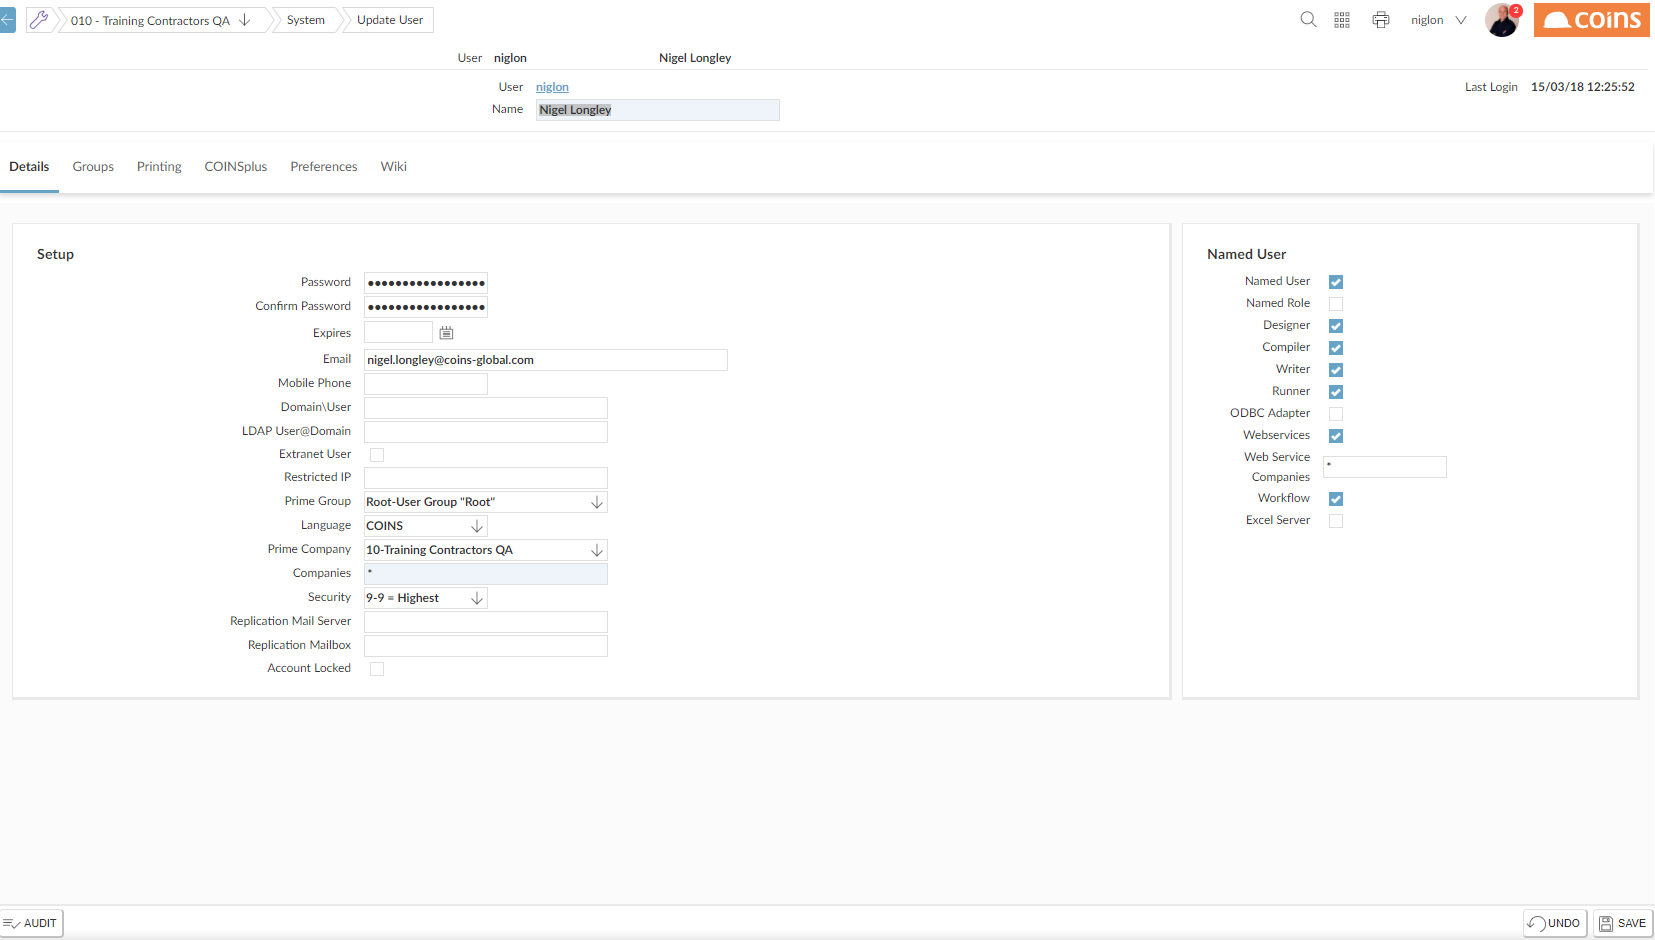 010 - Training Contractors QA System Update User niglon 2 coins
User niglon Nigel Longley
User niglon Last Login 15/03/18 12:25:52
Name Nigel Longley
Details Groups Printing COINSplus Preferences Wiki
Setup
Password •••••••••••••••••
Confirm Password •••••••••••••••••
Expires
Email nigel.longley@coins-global.com
Mobile Phone
Domain\User
LDAP User@Domain
Extranet User
Restricted IP
Prime Group Root-User Group "Root"
Language COINS
Prime Company 10-Training Contractors QA
Companies *
Security 9-9 = Highest
Replication Mail Server
Replication Mailbox
Account Locked
Named User
Named User
Named Role
Designer
Compiler
Writer
Runner
ODBC Adapter
Webservices
Web Service
Companies *
Workflow
Excel Server
AUDIT UNDO SAVE